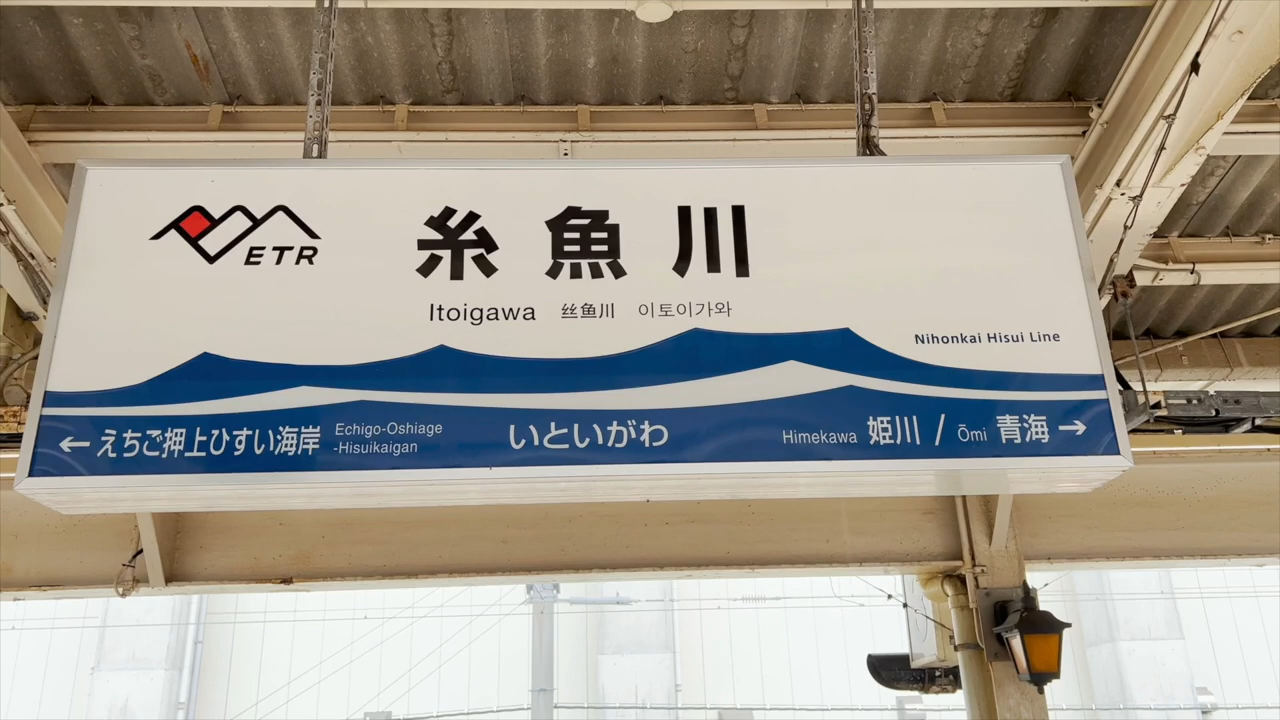 ETR
糸魚川
Itoigawa 丝鱼川 이토이가와
Nihonkai Hisui Line
← えちご押上ひすい海岸 Echigo-Oshiage
-Hisuikaigan
いといがわ
Himekawa 姫川 / Ōmi 青海 →